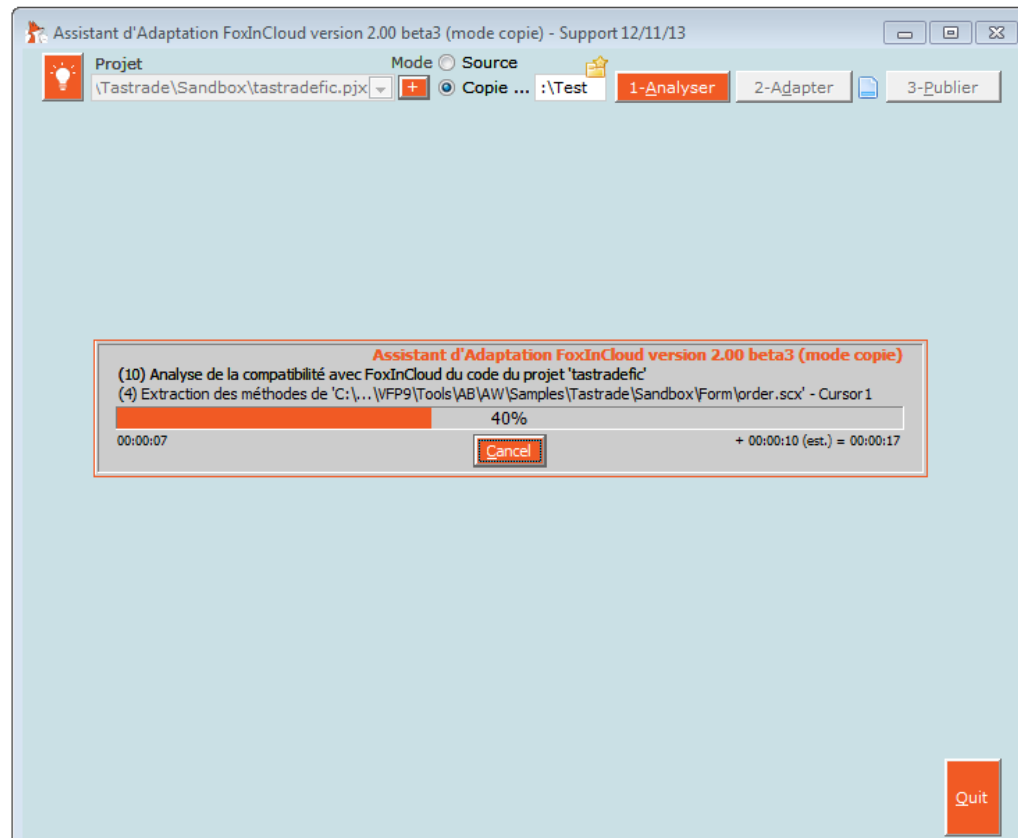 Assistant d'Adaptation FoxInCloud version 2.00 beta3 (mode copie) - Support 12/11/13
Projet Mode Source
\Tastrade\Sandbox\tastradefic.pjx + Copie ... :\Test 1-Analyser 2-Adapter 3-Publier
Assistant d'Adaptation FoxInCloud version 2.00 beta3 (mode copie)
(10) Analyse de la compatibilité avec FoxInCloud du code du projet 'tastradefic'
(4) Extraction des méthodes de 'C:\...\VFP9\Tools\AB\AW\Samples\Tastrade\Sandbox\Form\order.scx' - Cursor1
40%
00:00:07 Cancel + 00:00:10 (est.) = 00:00:17
Quit